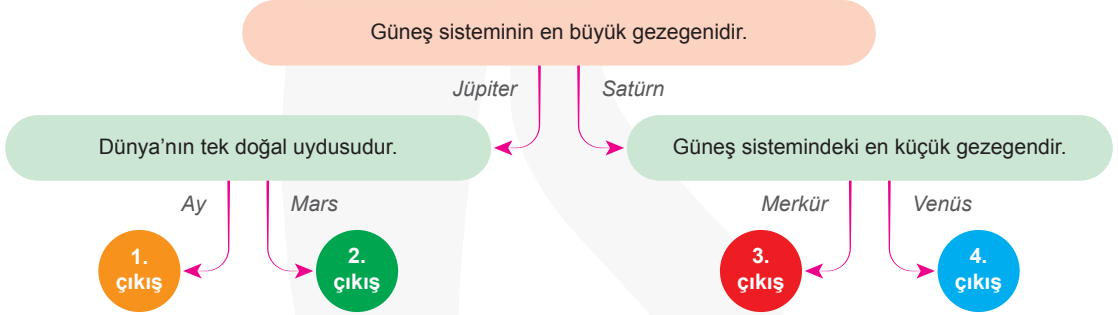 Güneş sisteminin en büyük gezegenidir.
Jüpiter Satürn
Dünya’nın tek doğal uydusudur. Güneş sistemindeki en küçük gezegendir.
Ay Mars Merkür Venüs
1. 2. 3. 4.
çıkış çıkış çıkış çıkış